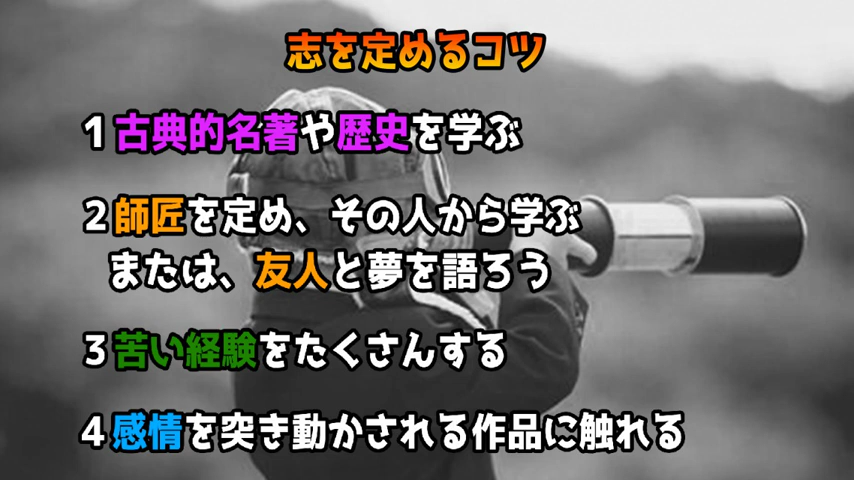 志を定めるコツ
1 古典的名著や歴史を学ぶ
2 師匠を定め、その人から学ぶ
または、友人と夢を語ろう
3 苦い経験をたくさんする
4 感情を突き動かされる作品に触れる